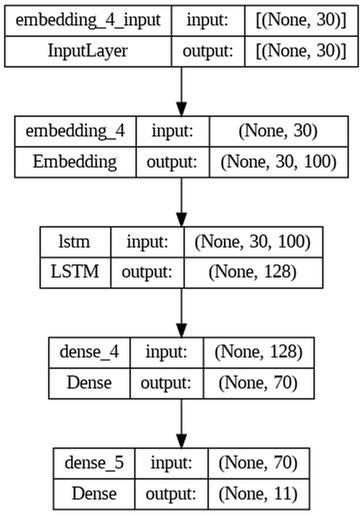 embedding_4_input input: [(None, 30)]
InputLayer output: [(None, 30)]
embedding_4 input: (None, 30)
Embedding output: (None, 30, 100)
lstm input: (None, 30, 100)
LSTM output: (None, 128)
dense_4 input: (None, 128)
Dense output: (None, 70)
dense_5 input: (None, 70)
Dense output: (None, 11)